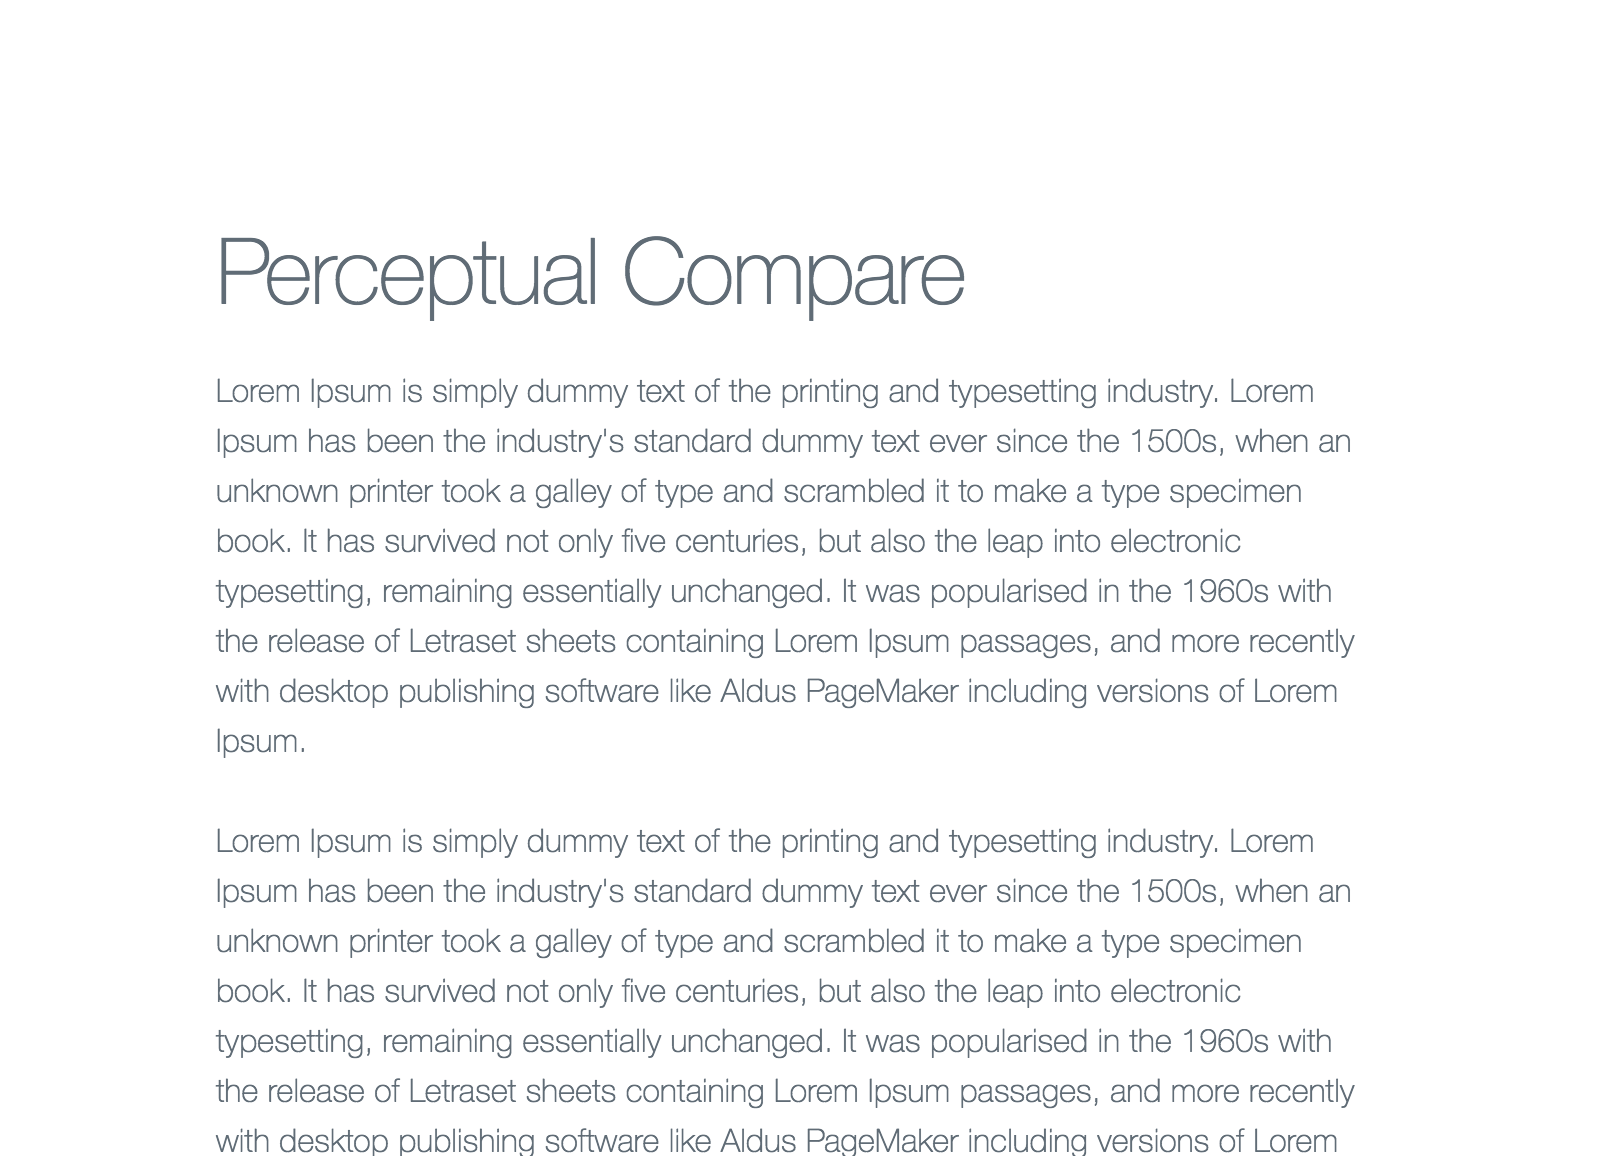 Perceptual Compare
Lorem Ipsum is simply dummy text of the printing and typesetting industry. Lorem
Ipsum has been the industry's standard dummy text ever since the 1500s, when an
unknown printer took a galley of type and scrambled it to make a type specimen
book. It has survived not only five centuries, but also the leap into electronic
typesetting, remaining essentially unchanged. It was popularised in the 1960s with
the release of Letraset sheets containing Lorem Ipsum passages, and more recently
with desktop publishing software like Aldus PageMaker including versions of Lorem
Ipsum.
Lorem Ipsum is simply dummy text of the printing and typesetting industry. Lorem
Ipsum has been the industry's standard dummy text ever since the 1500s, when an
unknown printer took a galley of type and scrambled it to make a type specimen
book. It has survived not only five centuries, but also the leap into electronic
typesetting, remaining essentially unchanged. It was popularised in the 1960s with
the release of Letraset sheets containing Lorem Ipsum passages, and more recently
with desktop publishing software like Aldus PageMaker including versions of Lorem